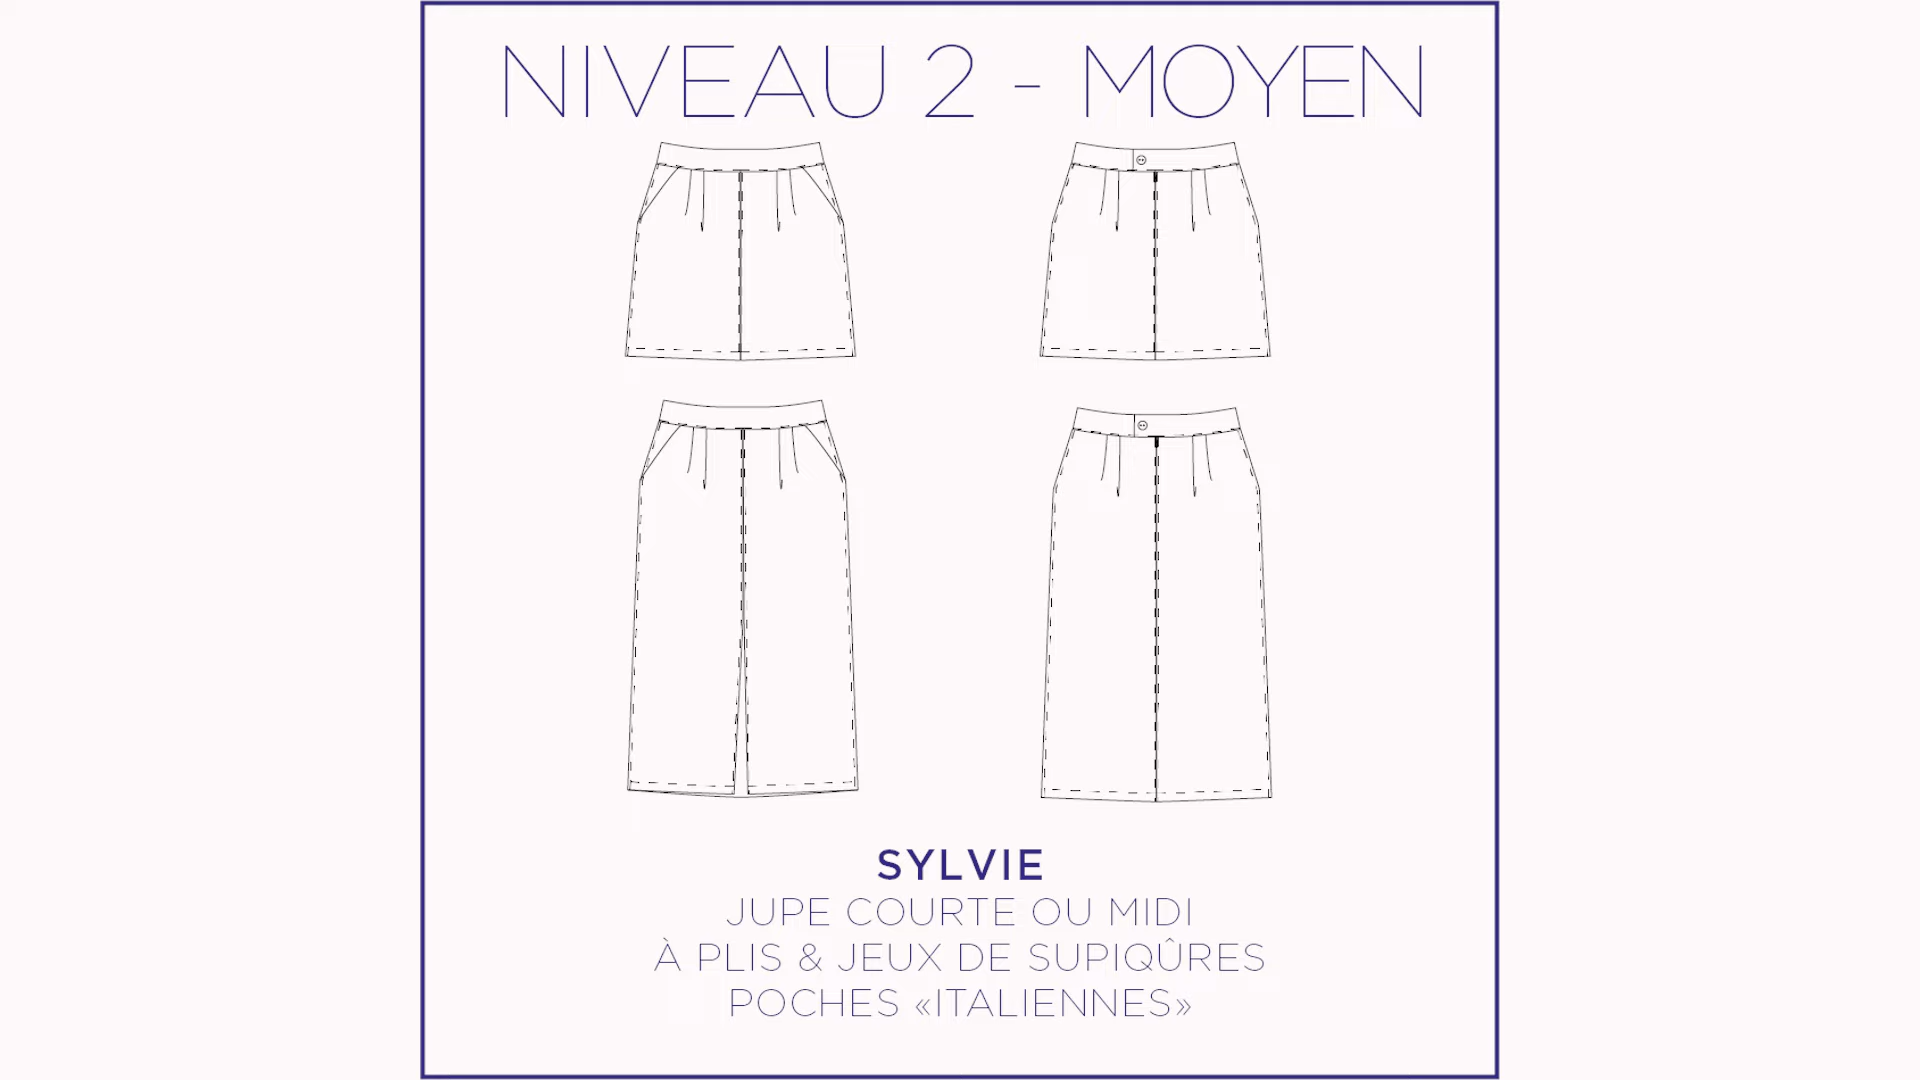 NIVEAU 2 - MOYEN
SYLVIE
JUPE COURTE OU MIDI
À PLIS & JEUX DE SUPIQÛRES
POCHES «ITALIENNES»